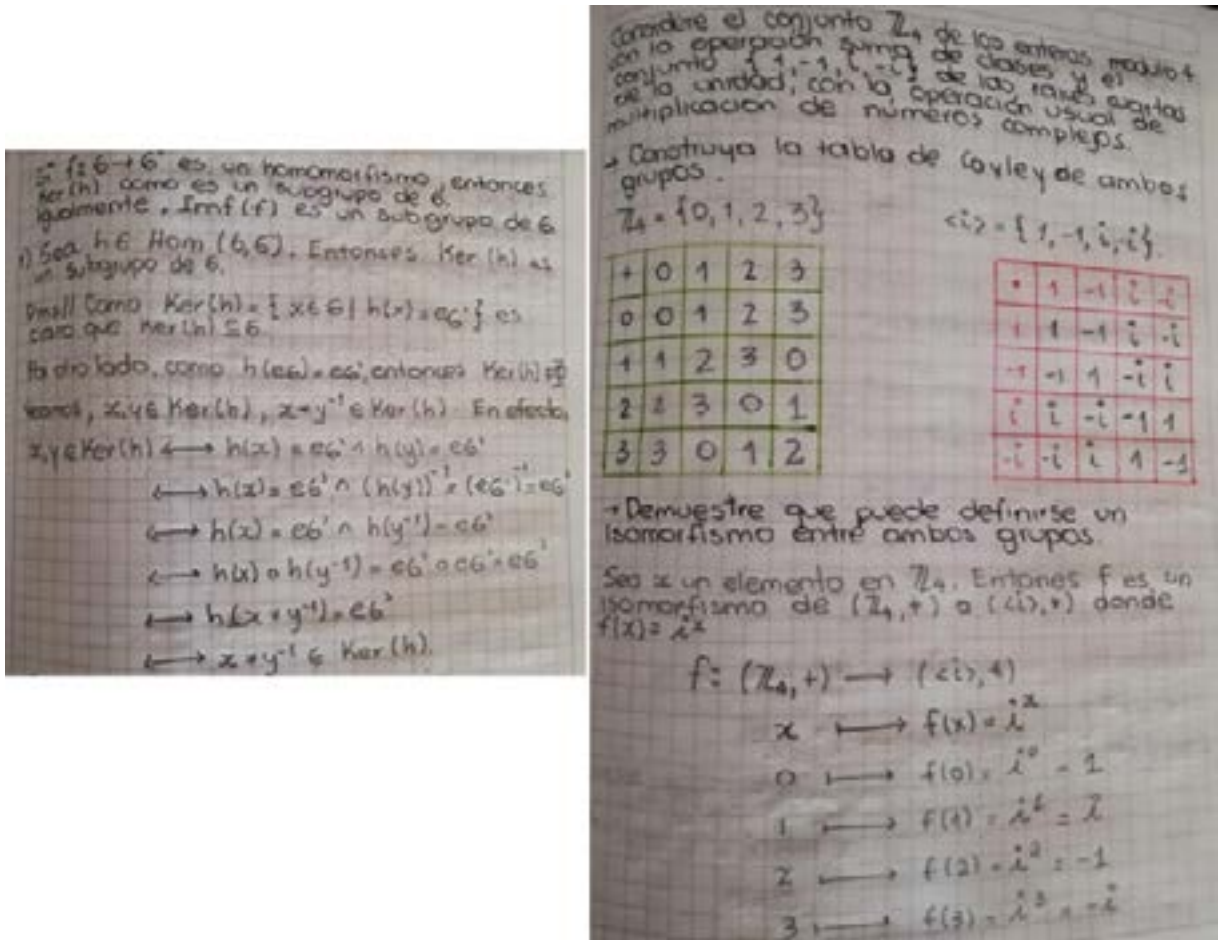 f: G → G' es un homomorfismo, entonces
Ker(h) como es un subgrupo de G.
igualmente, Imf(f) es un subgrupo de G
1) Sea h ∈ Hom (G,G). Entonces Ker (h) es
un subgrupo de G.
Como Ker(h) = { x ∈ G | h(x) = eG' } es
claro que Ker(h) ⊆ G
Por otro lado, como h(eG) = eG', entonces Ker(h) ≠ ∅
x,y ∈ Ker(h), x * y⁻¹ ∈ Ker(h). En efecto,
x,y ∈ Ker(h) ⟷ h(x) = eG' ∧ h(y) = eG'
⟷ h(x) = eG' ∧ (h(y))⁻¹ = (eG')⁻¹ = eG'
⟷ h(x) = eG' ∧ h(y⁻¹) = eG'
⟷ h(x) o h(y⁻¹) = eG' o eG' = eG'
⟷ h(x * y⁻¹) = eG'
⟷ x * y⁻¹ ∈ Ker(h).
Considere el conjunto ℤ₄ de los enteros modulo 4
con la operación suma de clases y el
conjunto {1, -1, i, -i} de las raíces cuartas
de la unidad, con la operación usual de
multiplicación de números complejos.
→ Construya la tabla de Cayley de ambos
grupos.
ℤ₄ = {0, 1, 2, 3}
<i> = { 1, -1, i, i}.
+ 0 1 2 3
0 0 1 2 3
1 1 2 3 0
2 2 3 0 1
3 3 0 1 2
• 1 -1 i -i
1 1 -1 i -i
-1 -1 1 -i i
i i -i -1 1
-i -i i 1 -1
→ Demuestre que puede definirse un
isomorfismo entre ambos grupos
Sea x un elemento en ℤ₄. Entones f es un
isomorfismo de (ℤ₄, +) a (<i>, *) donde
f(x) = iˣ
f: (ℤ₄, +) → (<i>, *)
x ⟼ f(x) = iˣ
0 ⟼ f(0) = i⁰ = 1
1 ⟼ f(1) = i¹ = i
2 ⟼ f(2) = i² = -1
3 ⟼ f(3) = i³ = -i